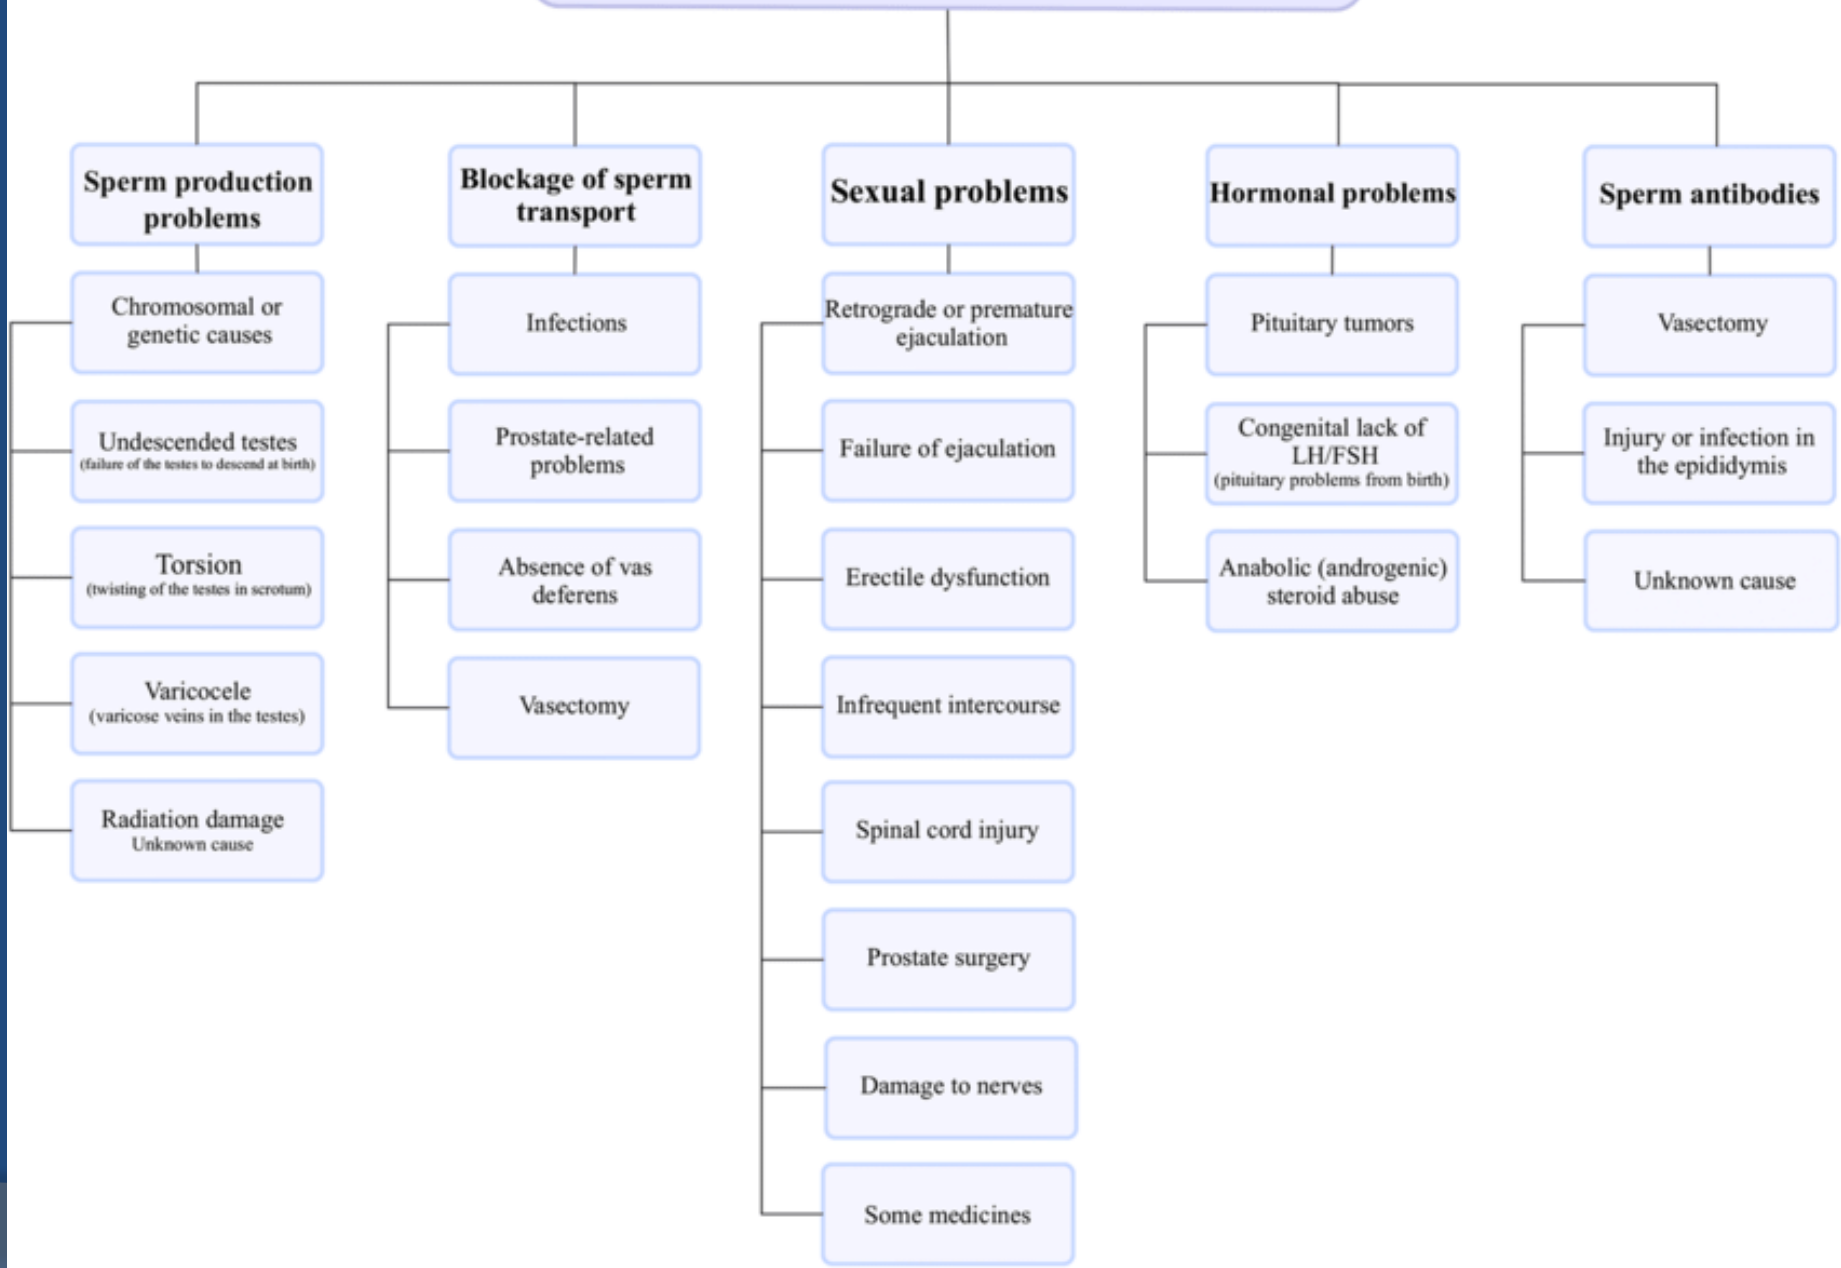 Sperm production
problems
Chromosomal or
genetic causes
Undescended testes
(failure of the testes to descend at birth)
Torsion
(twisting of the testes in scrotum)
Varicocele
(varicose veins in the testes)
Radiation damage
Unknown cause
Blockage of sperm
transport
Infections
Prostate-related
problems
Absence of vas
deferens
Vasectomy
Sexual problems
Retrograde or premature
ejaculation
Failure of ejaculation
Erectile dysfunction
Infrequent intercourse
Spinal cord injury
Prostate surgery
Damage to nerves
Some medicines
Hormonal problems
Pituitary tumors
Congenital lack of
LH/FSH
(pituitary problems from birth)
Anabolic (androgenic)
steroid abuse
Sperm antibodies
Vasectomy
Injury or infection in
the epididymis
Unknown cause